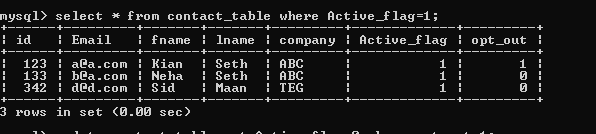 mysql> select * from contact_table where Active_flag=1;
| id | Email | fname | lname | company | Active_flag | opt_out |
| 123 | a@a.com | Kian | Seth | ABC | 1 | 1 |
| 133 | b@a.com | Neha | Seth | ABC | 1 | 0 |
| 342 | d@d.com | Sid | Maan | TEG | 1 | 0 |
3 rows in set (0.00 sec)